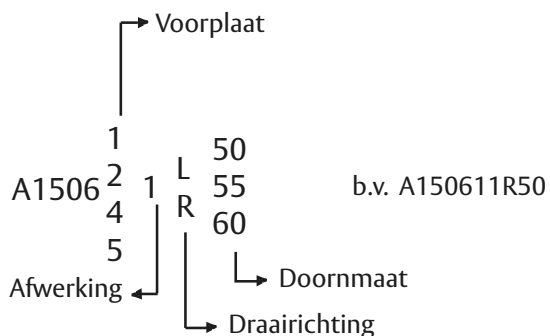 Voorplaat
1
2
4
5
A1506
1
L
R
50
55
60
b.v. A150611R50
Afwerking
Doornmaat
Draairichting